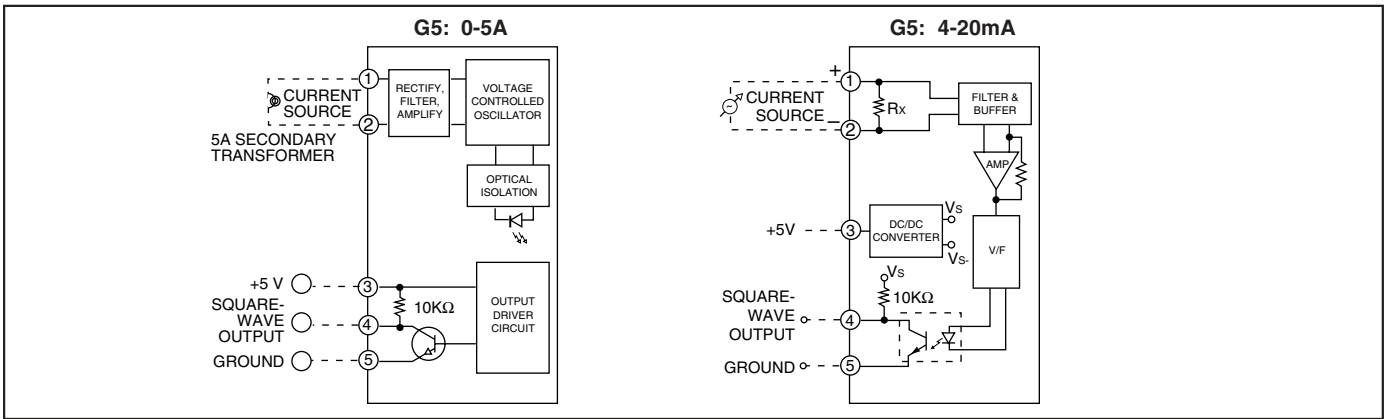 G5: 0-5A
1
CURRENT
SOURCE
2
5A SECONDARY
TRANSFORMER
RECTIFY,
FILTER,
AMPLIFY
VOLTAGE
CONTROLLED
OSCILLATOR
OPTICAL
ISOLATION
+5 V
3
10KΩ
SQUARE-
WAVE
OUTPUT
4
GROUND
5
OUTPUT
DRIVER
CIRCUIT
G5: 4-20mA
+
1
CURRENT
SOURCE
–
2
Rx
FILTER &
BUFFER
AMP
+5V
3
DC/DC
CONVERTER
VS
VS-
V/F
VS
10KΩ
SQUARE-
WAVE
OUTPUT
4
GROUND
5